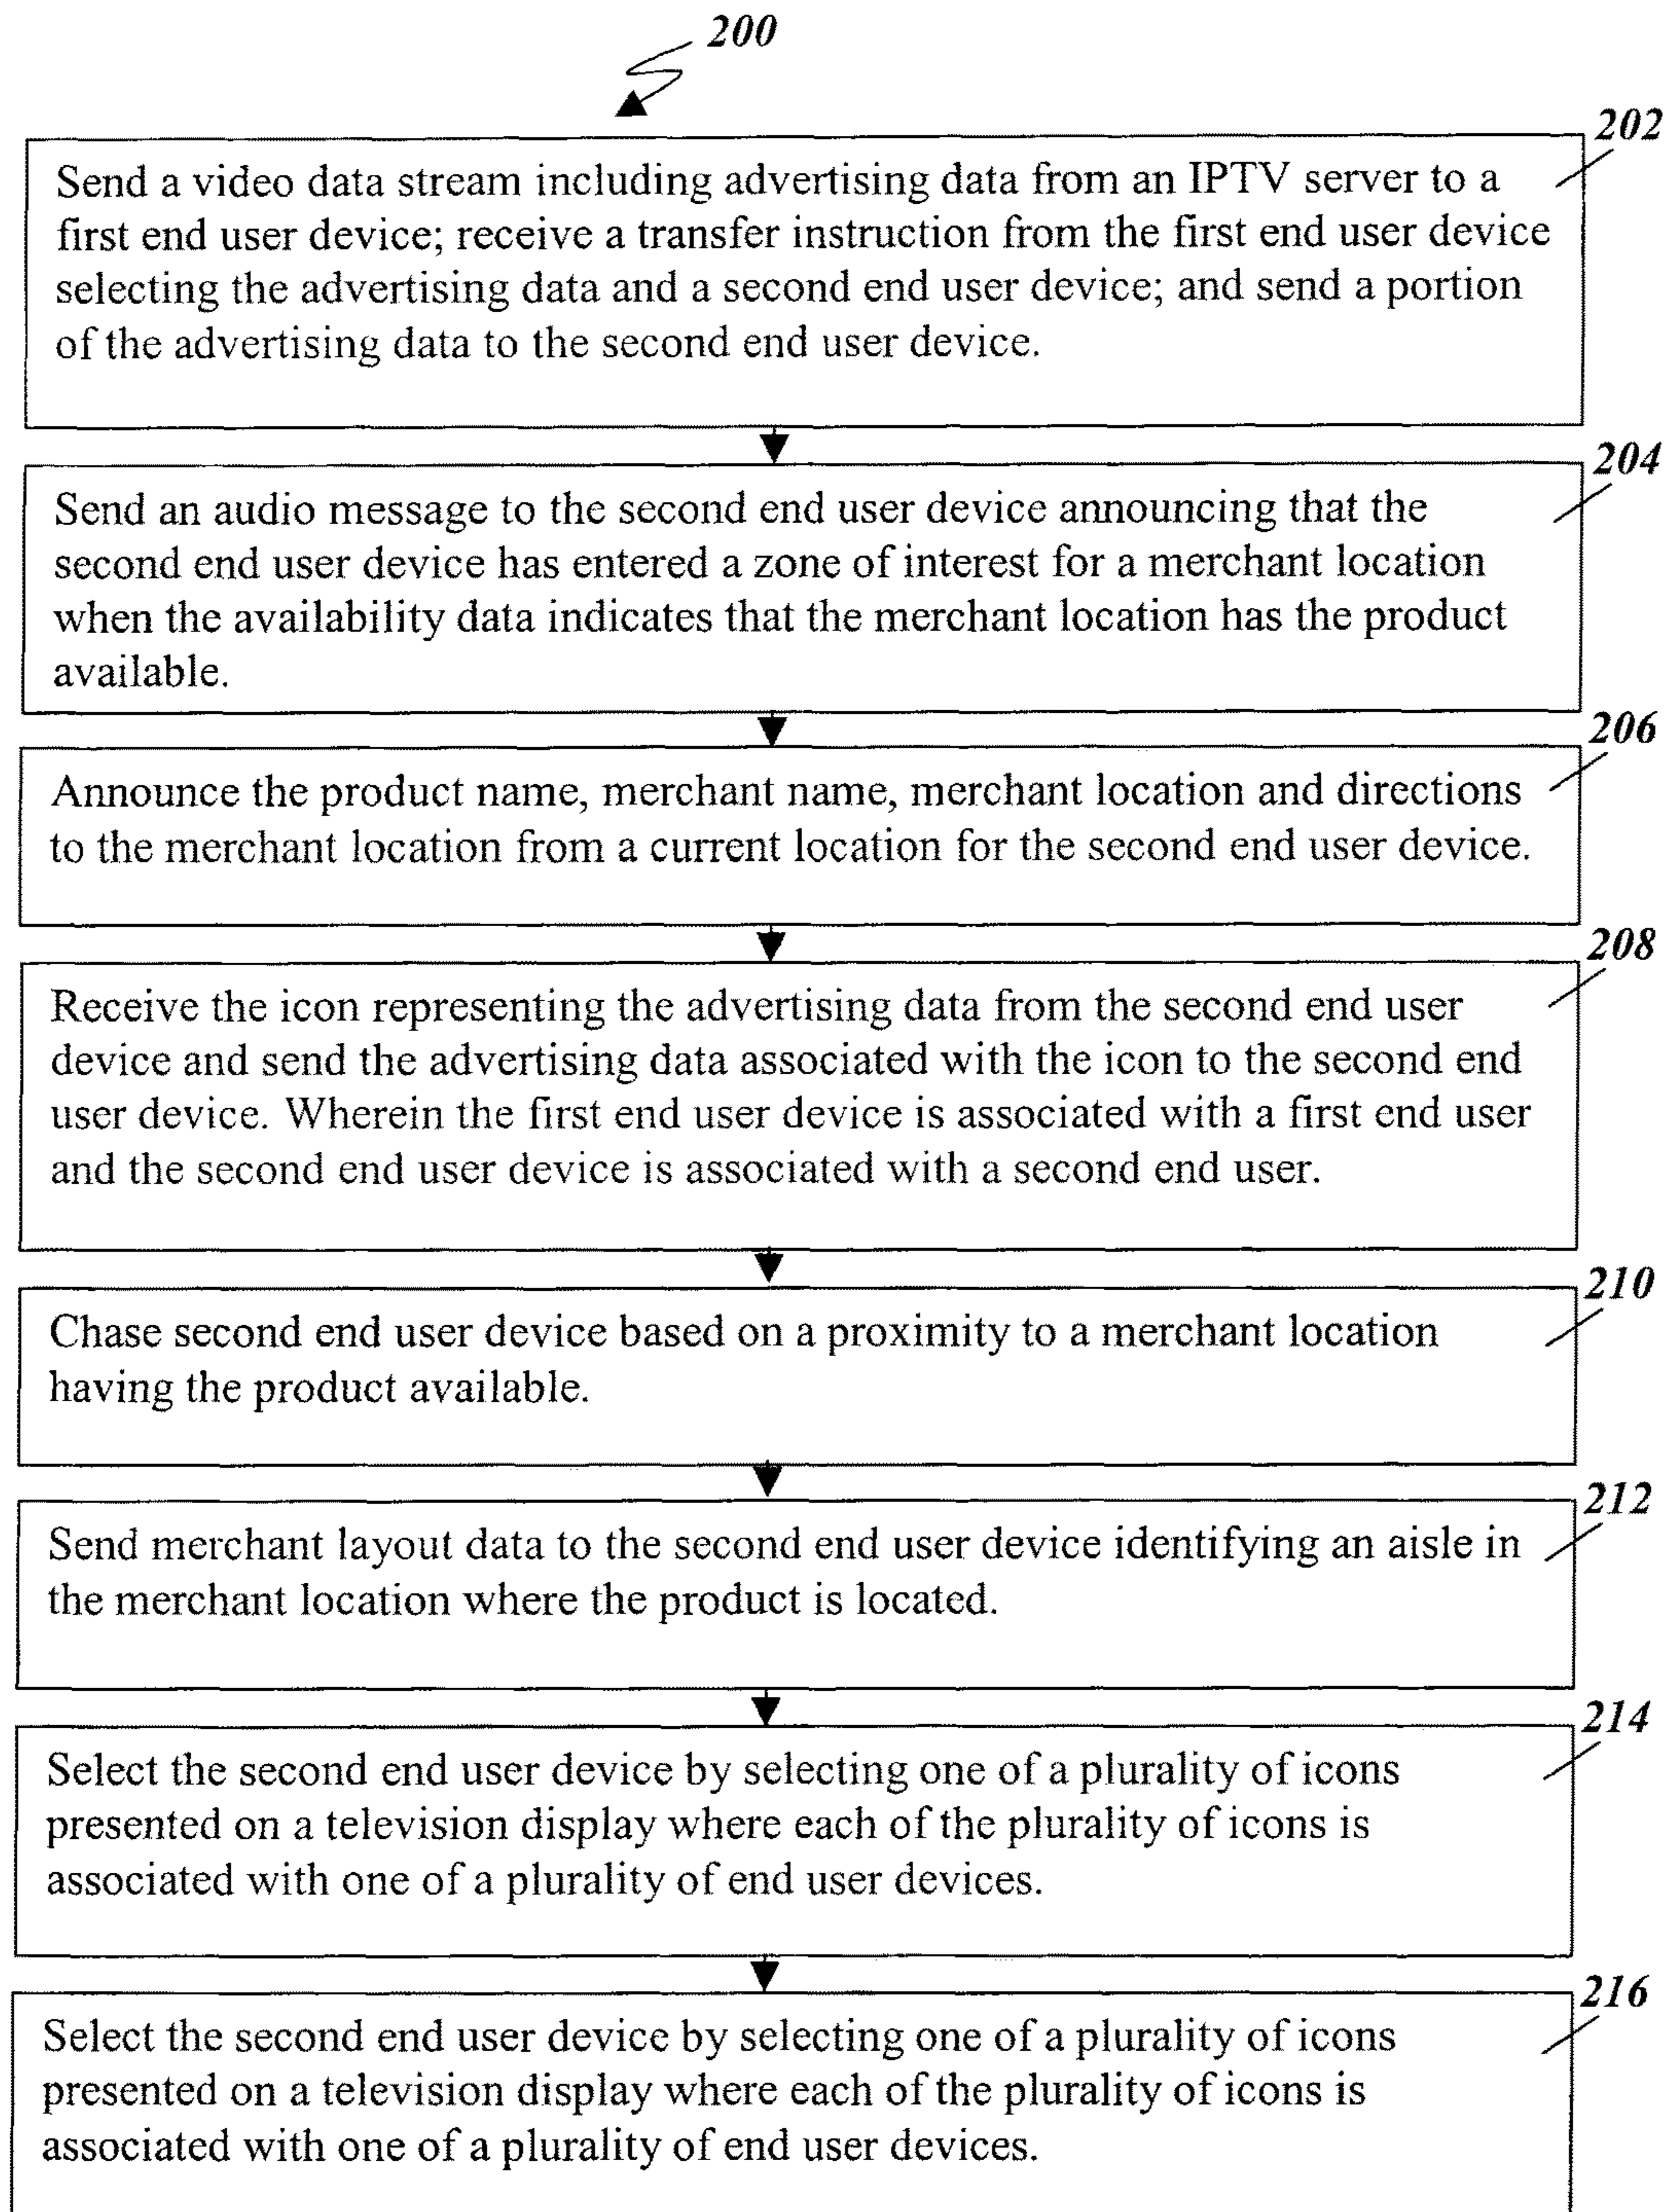 200
202
Send a video data stream including advertising data from an IPTV server to a
first end user device; receive a transfer instruction from the first end user device
selecting the advertising data and a second end user device; and send a portion
of the advertising data to the second end user device.
204
Send an audio message to the second end user device announcing that the
second end user device has entered a zone of interest for a merchant location
when the availability data indicates that the merchant location has the product
available.
206
Announce the product name, merchant name, merchant location and directions
to the merchant location from a current location for the second end user device.
208
Receive the icon representing the advertising data from the second end user
device and send the advertising data associated with the icon to the second end
user device. Wherein the first end user device is associated with a first end user
and the second end user device is associated with a second end user.
210
Chase second end user device based on a proximity to a merchant location
having the product available.
212
Send merchant layout data to the second end user device identifying an aisle in
the merchant location where the product is located.
214
Select the second end user device by selecting one of a plurality of icons
presented on a television display where each of the plurality of icons is
associated with one of a plurality of end user devices.
216
Select the second end user device by selecting one of a plurality of icons
presented on a television display where each of the plurality of icons is
associated with one of a plurality of end user devices.